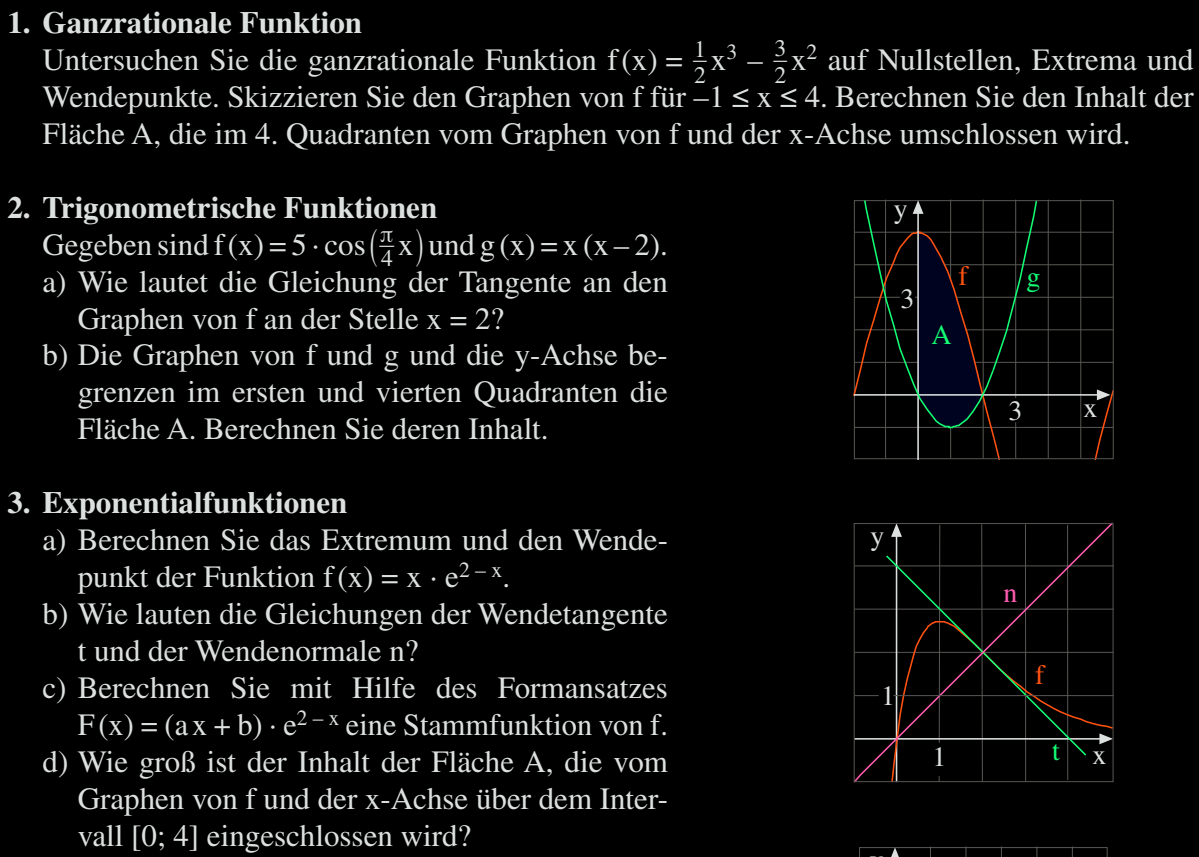 1. Ganzrationale Funktion
Untersuchen Sie die ganzrationale Funktion f(x) = 1/2 x³ – 3/2 x² auf Nullstellen, Extrema und
Wendepunkte. Skizzieren Sie den Graphen von f für –1 ≤ x ≤ 4. Berechnen Sie den Inhalt der
Fläche A, die im 4. Quadranten vom Graphen von f und der x-Achse umschlossen wird.
2. Trigonometrische Funktionen
Gegeben sind f(x) = 5 · cos(π/4 x) und g(x) = x(x – 2).
a) Wie lautet die Gleichung der Tangente an den
Graphen von f an der Stelle x = 2?
b) Die Graphen von f und g und die y-Achse be-
grenzen im ersten und vierten Quadranten die
Fläche A. Berechnen Sie deren Inhalt.
y
f
g
3
A
3
x
3. Exponentialfunktionen
a) Berechnen Sie das Extremum und den Wende-
punkt der Funktion f(x) = x · e²⁻ˣ.
b) Wie lauten die Gleichungen der Wendetangente
t und der Wendenormale n?
c) Berechnen Sie mit Hilfe des Formansatzes
F(x) = (ax + b) · e²⁻ˣ eine Stammfunktion von f.
d) Wie groß ist der Inhalt der Fläche A, die vom
Graphen von f und der x-Achse über dem Inter-
vall [0; 4] eingeschlossen wird?
y
n
f
1
1
t
x